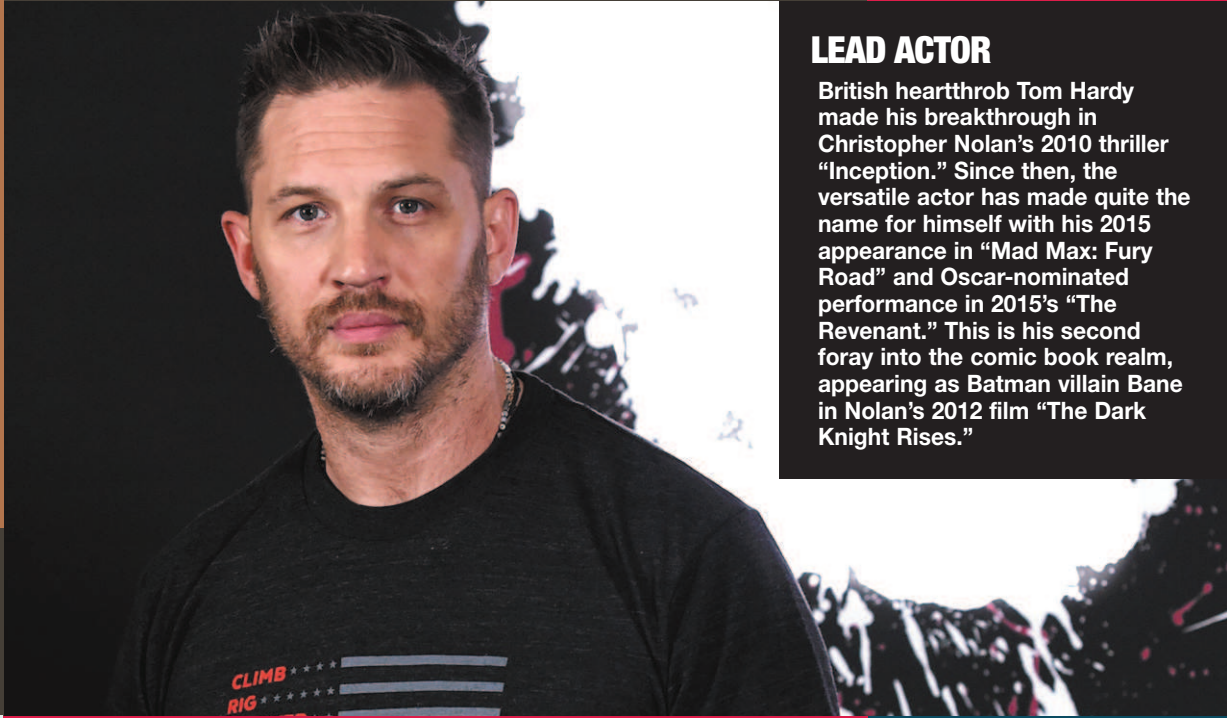 LEAD ACTOR
British heartthrob Tom Hardy
made his breakthrough in
Christopher Nolan’s 2010 thriller
“Inception.” Since then, the
versatile actor has made quite the
name for himself with his 2015
appearance in “Mad Max: Fury
Road” and Oscar-nominated
performance in 2015’s “The
Revenant.” This is his second
foray into the comic book realm,
appearing as Batman villain Bane
in Nolan’s 2012 film “The Dark
Knight Rises.”
CLIMB
RIG